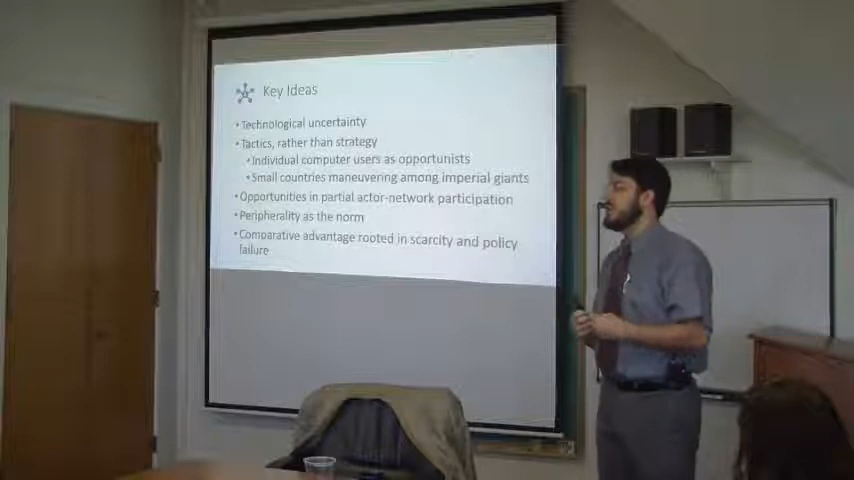 Key Ideas
• Technological uncertainty
• Tactics, rather than strategy
• Individual computer users as opportunists
• Small countries maneuvering among imperial giants
• Opportunities in partial actor-network participation
• Peripherality as the norm
• Comparative advantage rooted in scarcity and policy
failure